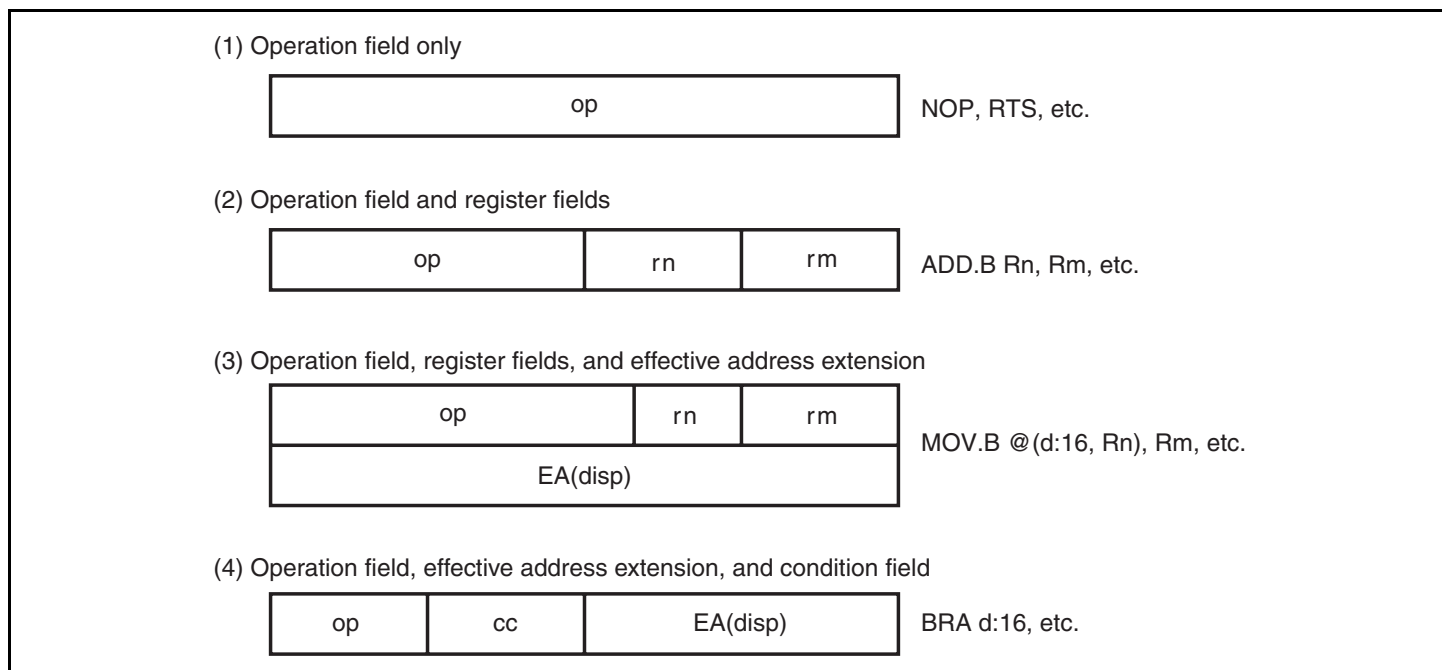 (1) Operation field only
op
NOP, RTS, etc.
(2) Operation field and register fields
op rn rm
ADD.B Rn, Rm, etc.
(3) Operation field, register fields, and effective address extension
op rn rm
EA(disp)
MOV.B @(d:16, Rn), Rm, etc.
(4) Operation field, effective address extension, and condition field
op cc EA(disp)
BRA d:16, etc.